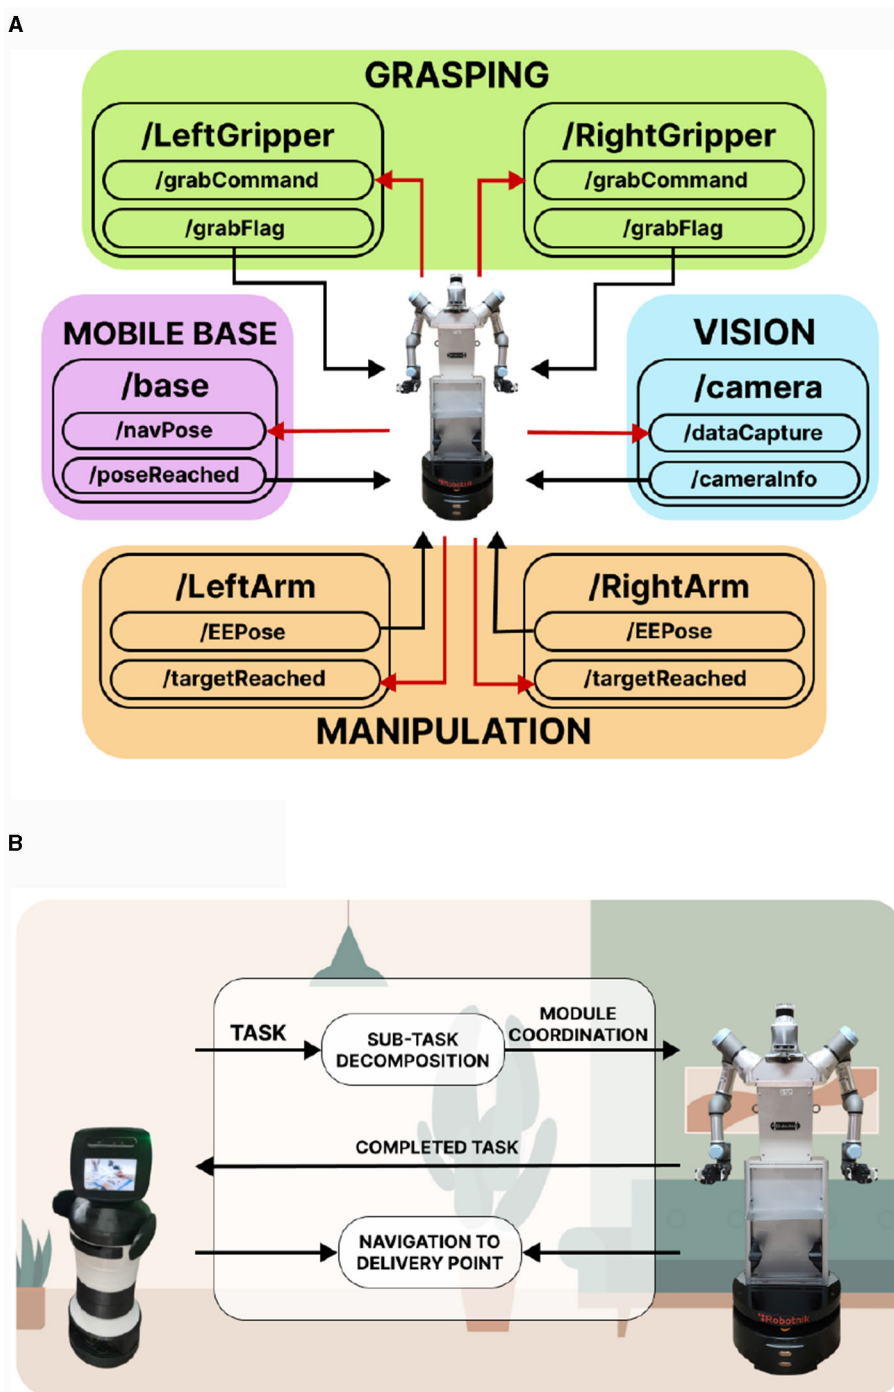 A
GRASPING
/LeftGripper
/grabCommand
/grabFlag
/RightGripper
/grabCommand
/grabFlag
MOBILE BASE
/base
/navPose
/poseReached
VISION
/camera
/dataCapture
/cameraInfo
/LeftArm
/EEPose
/targetReached
/RightArm
/EEPose
/targetReached
MANIPULATION
B
TASK
SUB-TASK
DECOMPOSITION
MODULE
COORDINATION
COMPLETED TASK
NAVIGATION TO
DELIVERY POINT
Robotnik